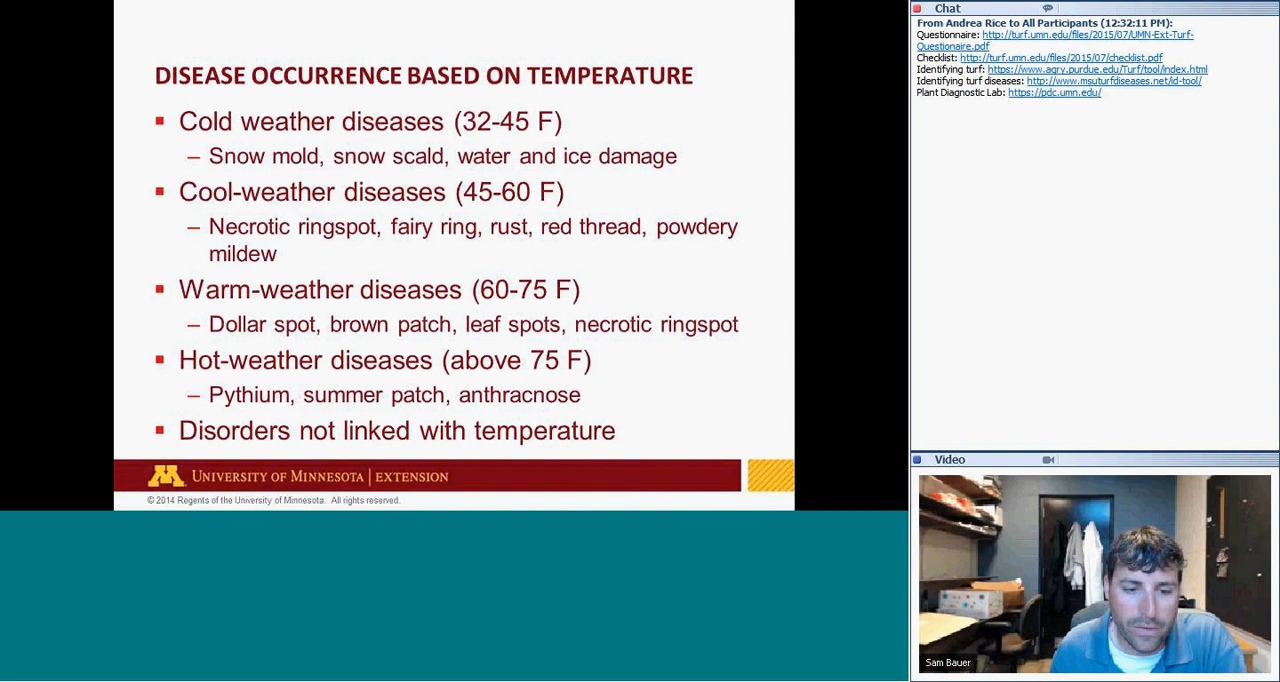 DISEASE OCCURRENCE BASED ON TEMPERATURE
▪ Cold weather diseases (32-45 F)
– Snow mold, snow scald, water and ice damage
▪ Cool-weather diseases (45-60 F)
– Necrotic ringspot, fairy ring, rust, red thread, powdery
mildew
▪ Warm-weather diseases (60-75 F)
– Dollar spot, brown patch, leaf spots, necrotic ringspot
▪ Hot-weather diseases (above 75 F)
– Pythium, summer patch, anthracnose
▪ Disorders not linked with temperature
M UNIVERSITY OF MINNESOTA | EXTENSION
© 2014 Regents of the University of Minnesota. All rights reserved.
Chat
From Andrea Rice to All Participants (12:32:11 PM):
Questionnaire: http://turf.umn.edu/files/2015/07/UMN-Ext-Turf-
Questionaire.pdf
Checklist: http://turf.umn.edu/files/2015/07/checklist.pdf
Identifying turf: https://www.agry.purdue.edu/Turf/tool/index.html
Identifying turf diseases: http://www.msuturfdiseases.net/id-tool/
Plant Diagnostic Lab: https://pdc.umn.edu/
Video
Sam Bauer